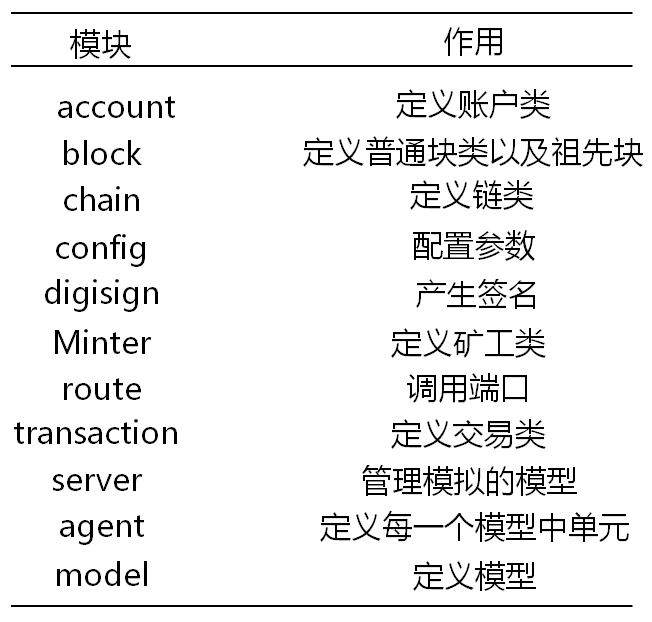 模块 作用
account 定义账户类
block 定义普通块类以及祖先块
chain 定义链类
config 配置参数
digisign 产生签名
Minter 定义矿工类
route 调用端口
transaction 定义交易类
server 管理模拟的模型
agent 定义每一个模型中单元
model 定义模型